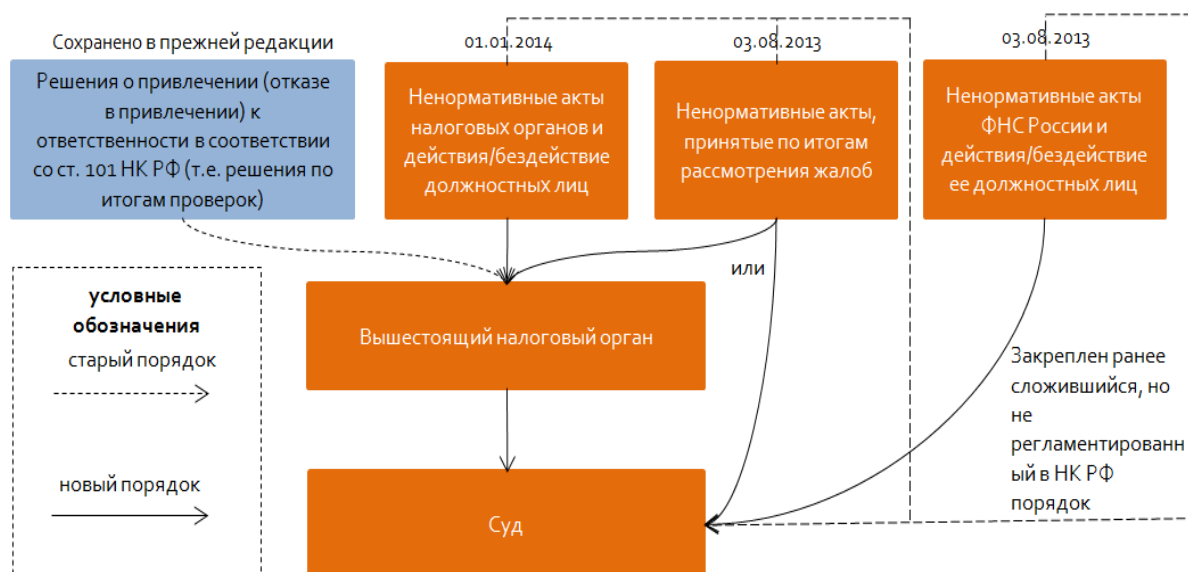 Сохранено в прежней редакции
01.01.2014
03.08.2013
03.08.2013
Решения о привлечении (отказе
в привлечении) к
ответственности в соответствии
со ст. 101 НК РФ (т.е. решения по
итогам проверок)
Ненормативные акты
налоговых органов и
действия/бездействие
должностных лиц
Ненормативные акты,
принятые по итогам
рассмотрения жалоб
Ненормативные акты
ФНС России и
действия/бездействие
ее должностных лиц
или
условные
обозначения
старый порядок
новый порядок
Вышестоящий налоговый орган
Закреплен ранее
сложившийся, но
не
регламентированн
ый в НК РФ
порядок
Суд